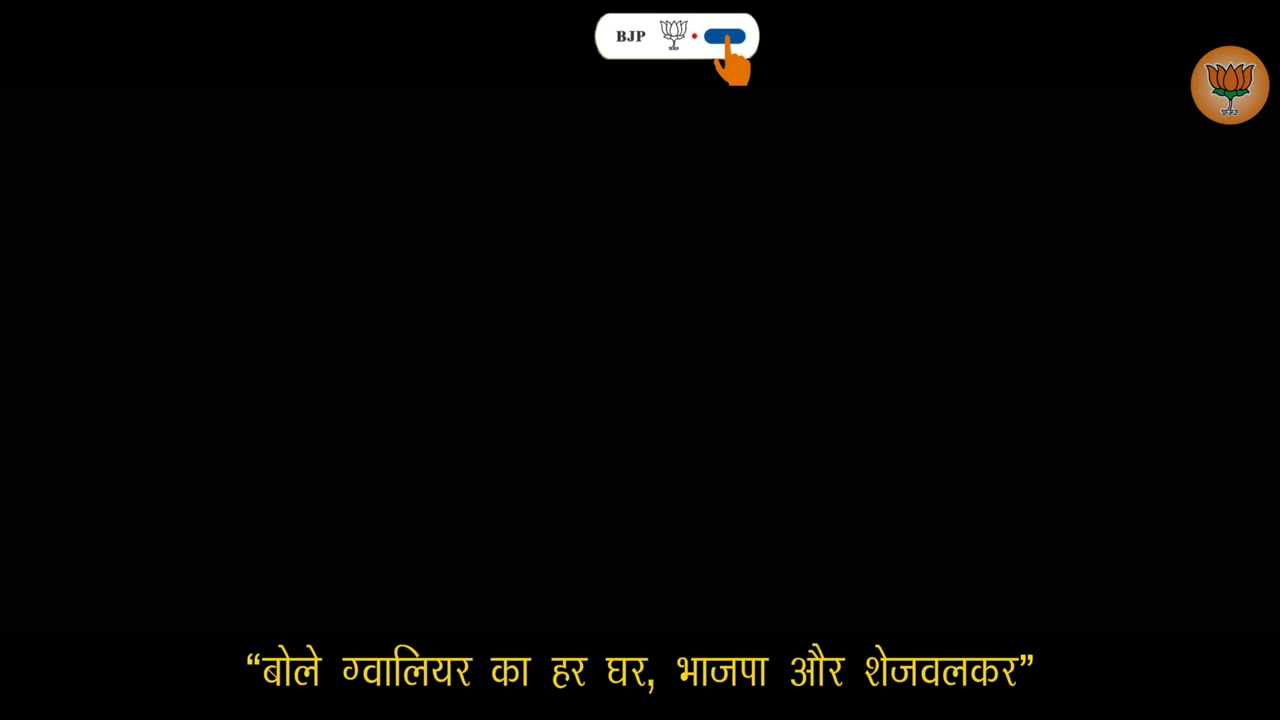 BJP
“बोले ग्वालियर का हर घर, भाजपा और शेजवलकर”